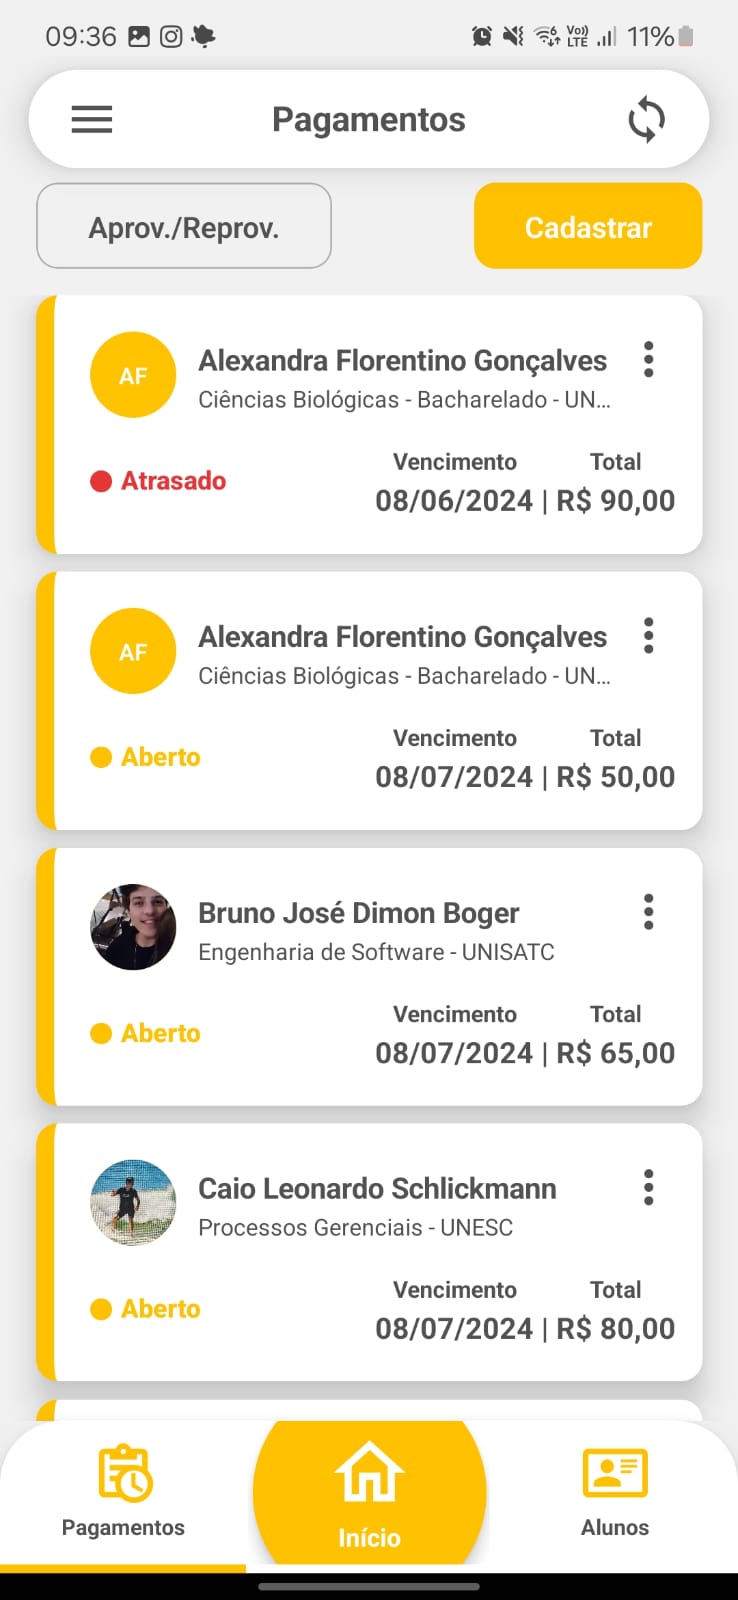 09:36
Vo)) LTE 11%
Pagamentos
Aprov./Reprov.
Cadastrar
AF
Alexandra Florentino Gonçalves
Ciências Biológicas - Bacharelado - UN...
Atrasado
Vencimento Total
08/06/2024 | R$ 90,00
AF
Alexandra Florentino Gonçalves
Ciências Biológicas - Bacharelado - UN...
Aberto
Vencimento Total
08/07/2024 | R$ 50,00
Bruno José Dimon Boger
Engenharia de Software - UNISATC
Aberto
Vencimento Total
08/07/2024 | R$ 65,00
Caio Leonardo Schlickmann
Processos Gerenciais - UNESC
Aberto
Vencimento Total
08/07/2024 | R$ 80,00
Pagamentos
Início
Alunos